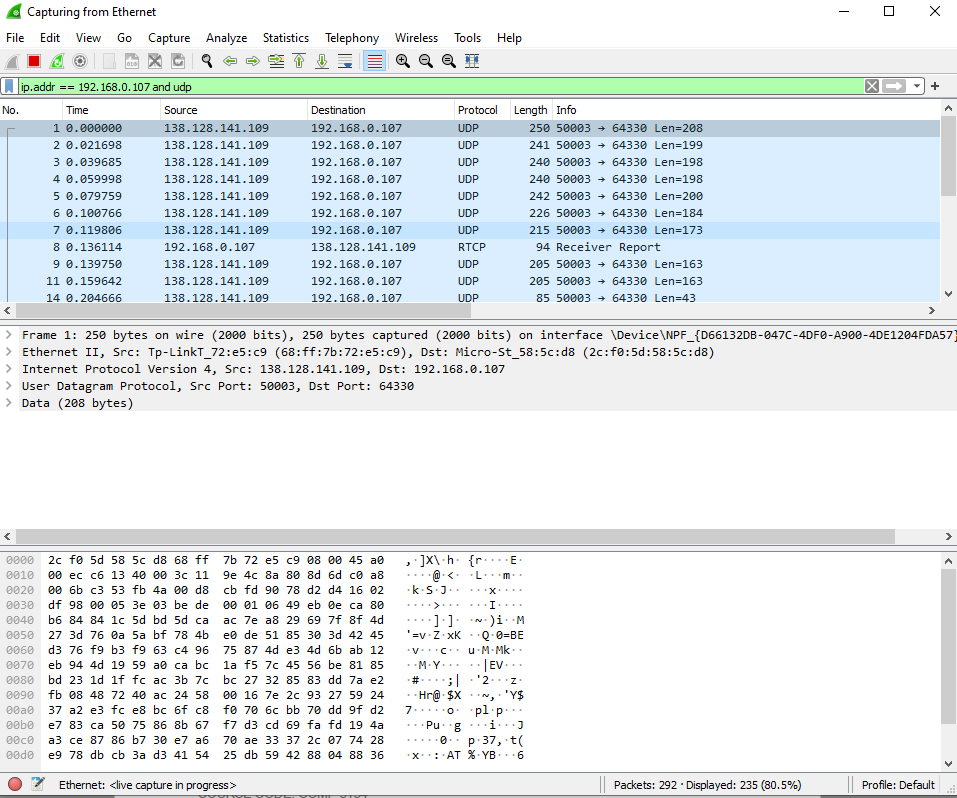 Capturing from Ethernet
File Edit View Go Capture Analyze Statistics Telephony Wireless Tools Help
ip.addr == 192.168.0.107 and udp
No. Time Source Destination Protocol Length Info
1 0.000000 138.128.141.109 192.168.0.107 UDP 250 50003 → 64330 Len=208
2 0.021698 138.128.141.109 192.168.0.107 UDP 241 50003 → 64330 Len=199
3 0.039685 138.128.141.109 192.168.0.107 UDP 240 50003 → 64330 Len=198
4 0.059998 138.128.141.109 192.168.0.107 UDP 240 50003 → 64330 Len=198
5 0.079759 138.128.141.109 192.168.0.107 UDP 242 50003 → 64330 Len=200
6 0.100766 138.128.141.109 192.168.0.107 UDP 226 50003 → 64330 Len=184
7 0.119806 138.128.141.109 192.168.0.107 UDP 215 50003 → 64330 Len=173
8 0.136114 192.168.0.107 138.128.141.109 RTCP 94 Receiver Report
9 0.139750 138.128.141.109 192.168.0.107 UDP 205 50003 → 64330 Len=163
11 0.159642 138.128.141.109 192.168.0.107 UDP 205 50003 → 64330 Len=163
14 0.204666 138.128.141.109 192.168.0.107 UDP 85 50003 → 64330 Len=43
Frame 1: 250 bytes on wire (2000 bits), 250 bytes captured (2000 bits) on interface \Device\NPF_{D66132DB-047C-4DF0-A900-4DE1204FDA57}
Ethernet II, Src: Tp-LinkT_72:e5:c9 (68:ff:7b:72:e5:c9), Dst: Micro-St_58:5c:d8 (2c:f0:5d:58:5c:d8)
Internet Protocol Version 4, Src: 138.128.141.109, Dst: 192.168.0.107
User Datagram Protocol, Src Port: 50003, Dst Port: 64330
Data (208 bytes)
0000 2c f0 5d 58 5c d8 68 ff 7b 72 e5 c9 08 00 45 a0 ,·]X\·h· {r····E·
0010 00 ec c6 13 40 00 3c 11 9e 4c 8a 80 8d 6d c0 a8 ····@·<· ·L···m··
0020 00 6b c3 53 fb 4a 00 d8 cb fd 90 78 d2 d4 16 02 ·k·S·J·· ···x····
0030 df 98 00 05 3e 03 be de 00 01 06 49 eb 0e ca 80 ····>··· ···I····
0040 b6 84 84 1c 5d bd 5d ca ac 7e a8 29 69 7f 8f 4d ····]·]· ·~·)i··M
0050 27 3d 76 0a 5a bf 78 4b e0 de 51 85 30 3d 42 45 '=v·Z·xK ··Q·0=BE
0060 d3 76 f9 b3 f9 63 c4 96 75 87 4d e3 4d 6b ab 12 ·v···c·· u·M·Mk··
0070 eb 94 4d 19 59 a0 ca bc 1a f5 7c 45 56 be 81 85 ··M·Y··· ··|EV···
0080 bd 23 1d 1f fc ac 3b 7c bc 27 32 85 83 dd 7a e2 ·#····;| ·'2···z·
0090 fb 08 48 72 40 ac 24 58 00 16 7e 2c 93 27 59 24 ··Hr@·$X ··~,·'Y$
00a0 37 a2 e3 fc e8 bc 6f c8 f0 70 6c bb 70 dd 9f d2 7·····o· ·pl·p···
00b0 e7 83 ca 50 75 86 8b 67 f7 d3 cd 69 fa fd 19 4a ···Pu··g ···i···J
00c0 a3 ce 87 86 b7 30 e7 a6 70 ae 33 37 2c 07 74 28 ·····0·· p·37,·t(
00d0 e9 78 db cb 3a d3 41 54 25 db 59 42 88 04 88 36 ·x··:·AT %·YB···6
Ethernet: <live capture in progress> Packets: 292 · Displayed: 235 (80.5%) Profile: Default